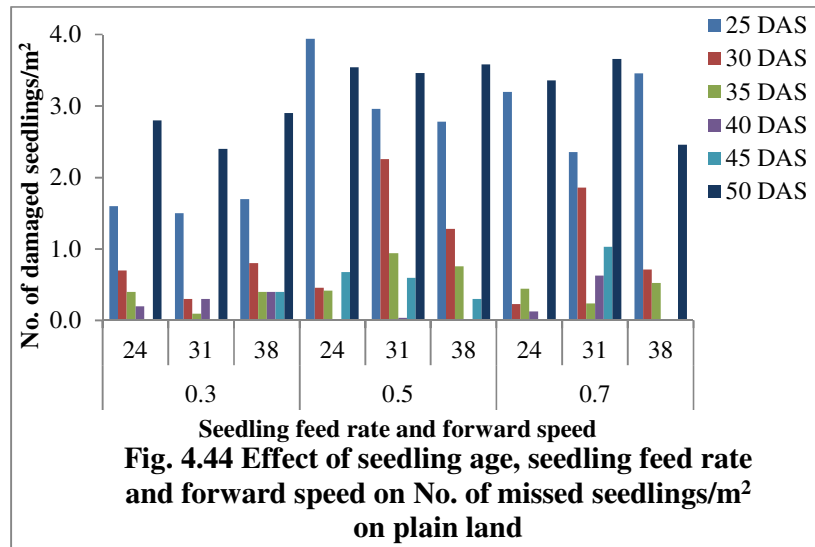 No. of damaged seedlings/m²
4.0
3.0
2.0
1.0
0.0
24 31 38 24 31 38 24 31 38
0.3 0.5 0.7
Seedling feed rate and forward speed
25 DAS
30 DAS
35 DAS
40 DAS
45 DAS
50 DAS
Fig. 4.44 Effect of seedling age, seedling feed rate
and forward speed on No. of missed seedlings/m²
on plain land